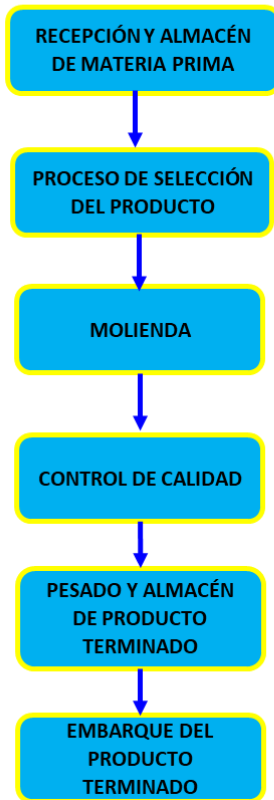 RECEPCIÓN Y ALMACÉN
DE MATERIA PRIMA
PROCESO DE SELECCIÓN
DEL PRODUCTO
MOLIENDA
CONTROL DE CALIDAD
PESADO Y ALMACÉN
DE PRODUCTO
TERMINADO
EMBARQUE DEL
PRODUCTO
TERMINADO